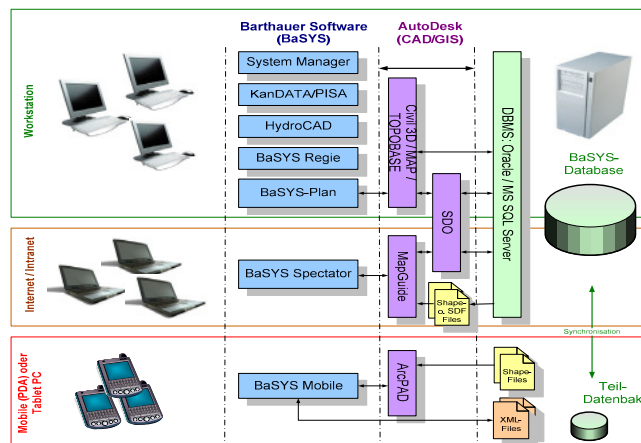 Barthauer Software
(BaSYS)
AutoDesk
(CAD/GIS)
Workstation
System Manager
KanDATA/PISA
HydroCAD
BaSYS Regie
BaSYS-Plan
Civil 3D / MAP /
TOPOBASE
SDO
DBMS: Oracle / MS SQL Server
BaSYS-
Database
Internet / Intranet
BaSYS Spectator
MapGuide
Shape-
o. SDF
Files
Synchronisation
Mobile (PDA) oder
Tablet PC
BaSYS Mobile
ArcPAD
Shape-
Files
XML-
Files
Teil-
Datenbak